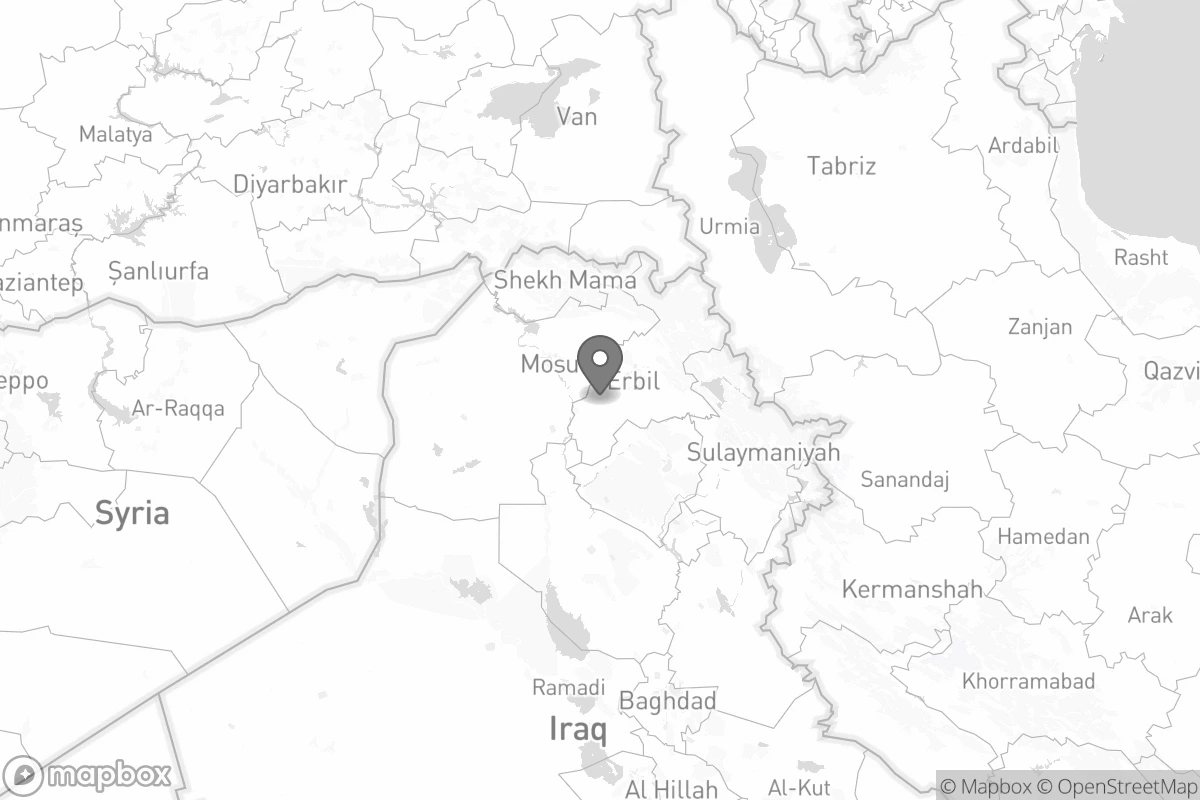 Van
Malatya
Ardabil
Tabriz
Diyarbakır
nmaraş
Urmia
Rasht
aziantep
Şanlıurfa
Shekh Mama
Zanjan
Mosu
Erbil
Qazvi
eppo
Ar-Raqqa
Sulaymaniyah
Sanandaj
Syria
Hamedan
Kermanshah
Arak
Khorramabad
Ramadi
Baghdad
Iraq
mapbox
Al Hillah
Al-Kut
© Mapbox © OpenStreetMap